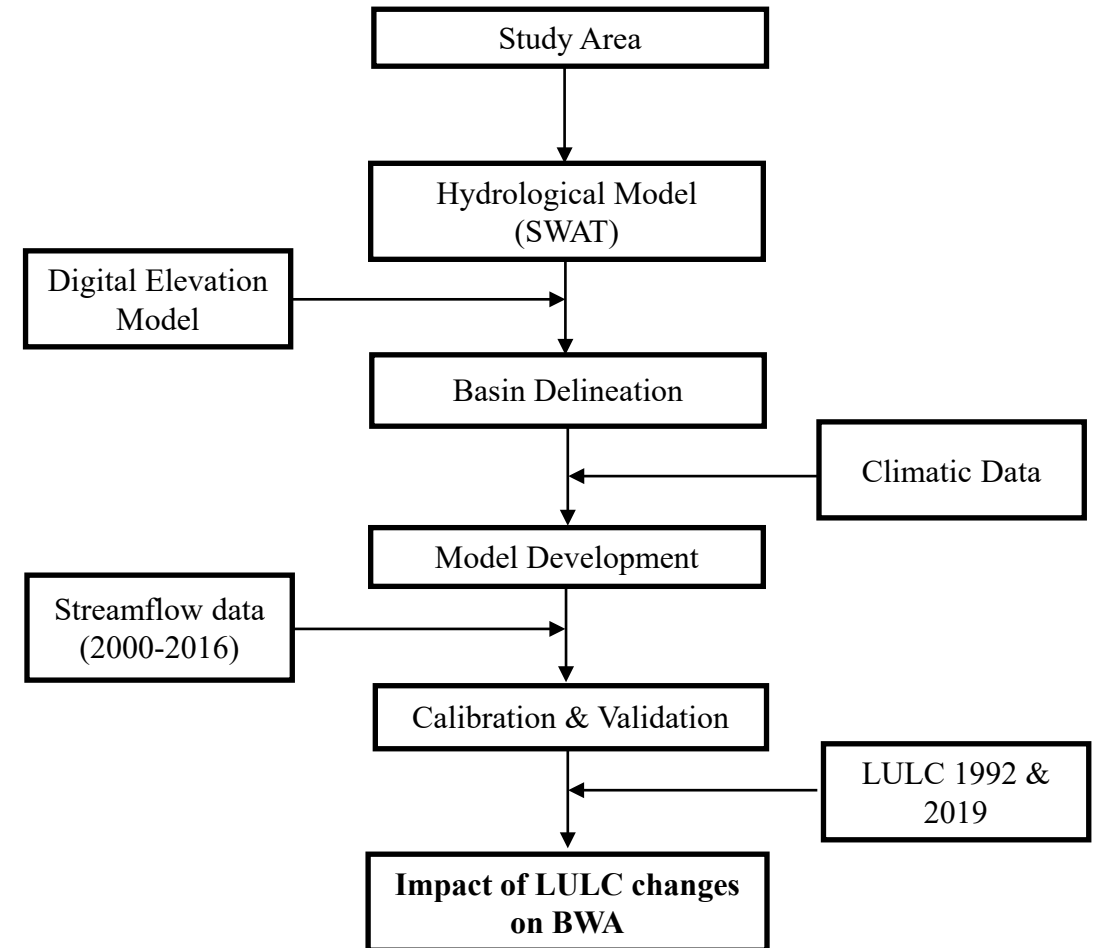 Study Area
Hydrological Model
(SWAT)
Digital Elevation
Model
Basin Delineation
Climatic Data
Model Development
Streamflow data
(2000-2016)
Calibration & Validation
LULC 1992 &
2019
Impact of LULC changes
on BWA